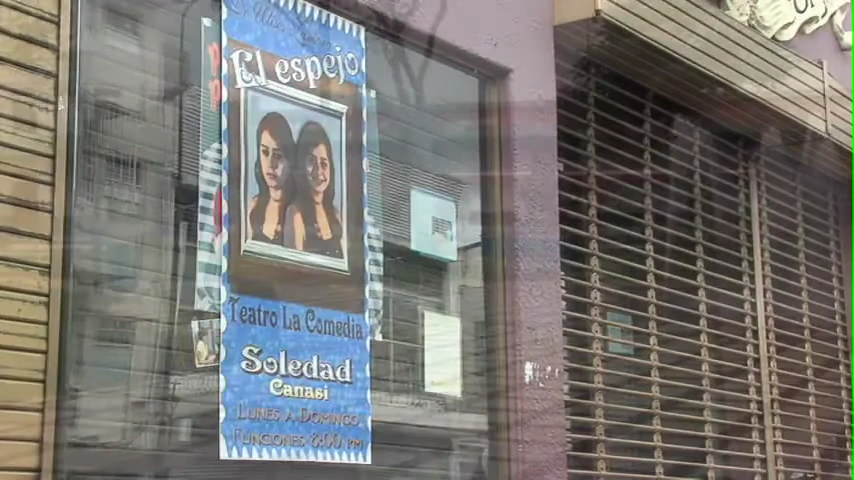 El espejo
Teatro La Comedia
Soledad
Canasi
Lunes a Domingo
Funciones 8:00 pm